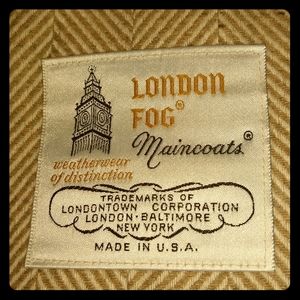 LONDON
FOG®
Maincoats®
weatherwear
of distinction
TRADEMARKS OF
LONDONTOWN CORPORATION
LONDON · BALTIMORE
NEW YORK
MADE IN U.S.A.